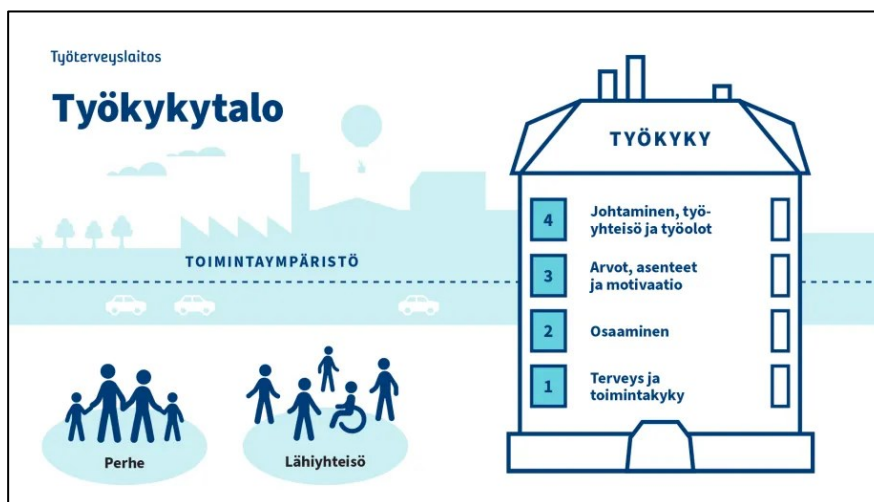 Työterveyslaitos
Työkykytalo
TOIMINTAYMPÄRISTÖ
Perhe
Lähiyhteisö
TYÖKYKY
4
Johtaminen, työ-
yhteisö ja työolot
3
Arvot, asenteet
ja motivaatio
2
Osaaminen
1
Terveys ja
toimintakyky